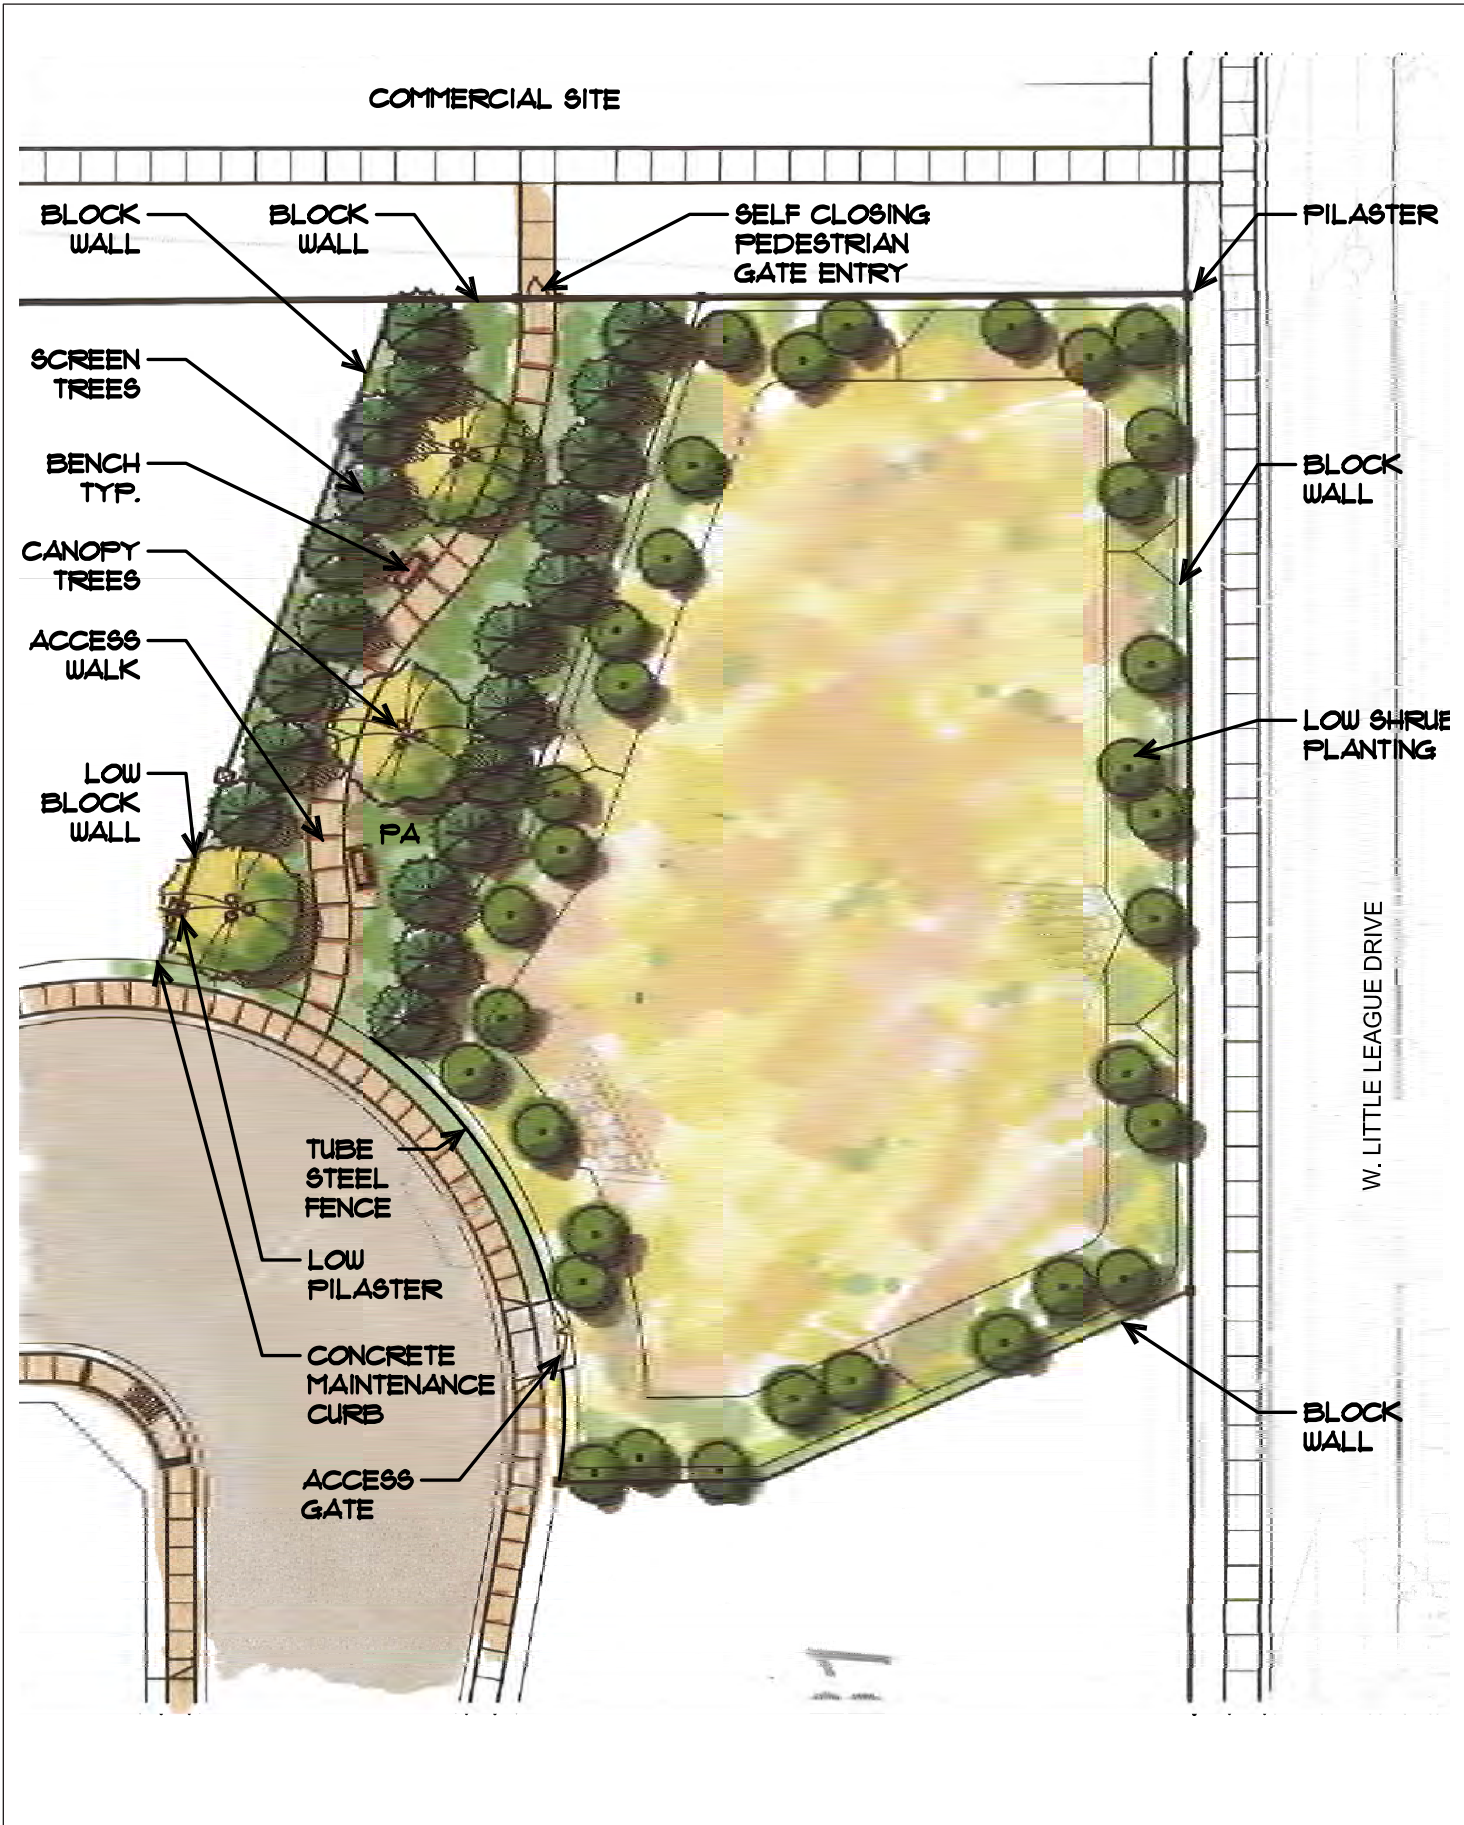 COMMERCIAL SITE
BLOCK
WALL
BLOCK
WALL
SELF CLOSING
PEDESTRIAN
GATE ENTRY
PILASTER
SCREEN
TREES
BENCH
TYP.
BLOCK
WALL
CANOPY
TREES
ACCESS
WALK
LOW
PLANTING
LOW
BLOCK
WALL
PA
W. LITTLE LEAGUE DRIVE
TUBE
STEEL
FENCE
LOW
PILASTER
CONCRETE
MAINTENANCE
CURB
BLOCK
WALL
ACCESS
GATE